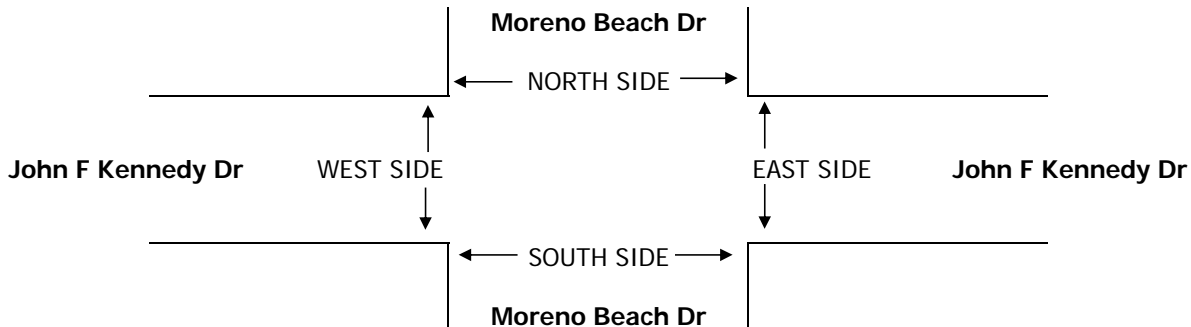 Moreno Beach Dr
NORTH SIDE
John F Kennedy Dr WEST SIDE EAST SIDE John F Kennedy Dr
SOUTH SIDE
Moreno Beach Dr